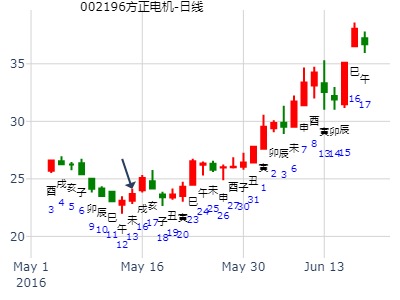 002196方正电机-日线
35
30
25
20
酉 戌 亥 子 卯 辰 巳 午 未 戌 亥 子 丑 寅 巳 午 未 申 酉 子 丑 寅 卯 辰 未 申 酉 寅 卯 辰 巳 午
3 4 5 6 9 10 11 12 13 16 17 18 19 20 23 24 25 26 27 30 31 1 2 3 6 7 8 13 14 15 16 17
May 1 May 16 May 30 Jun 13
2016